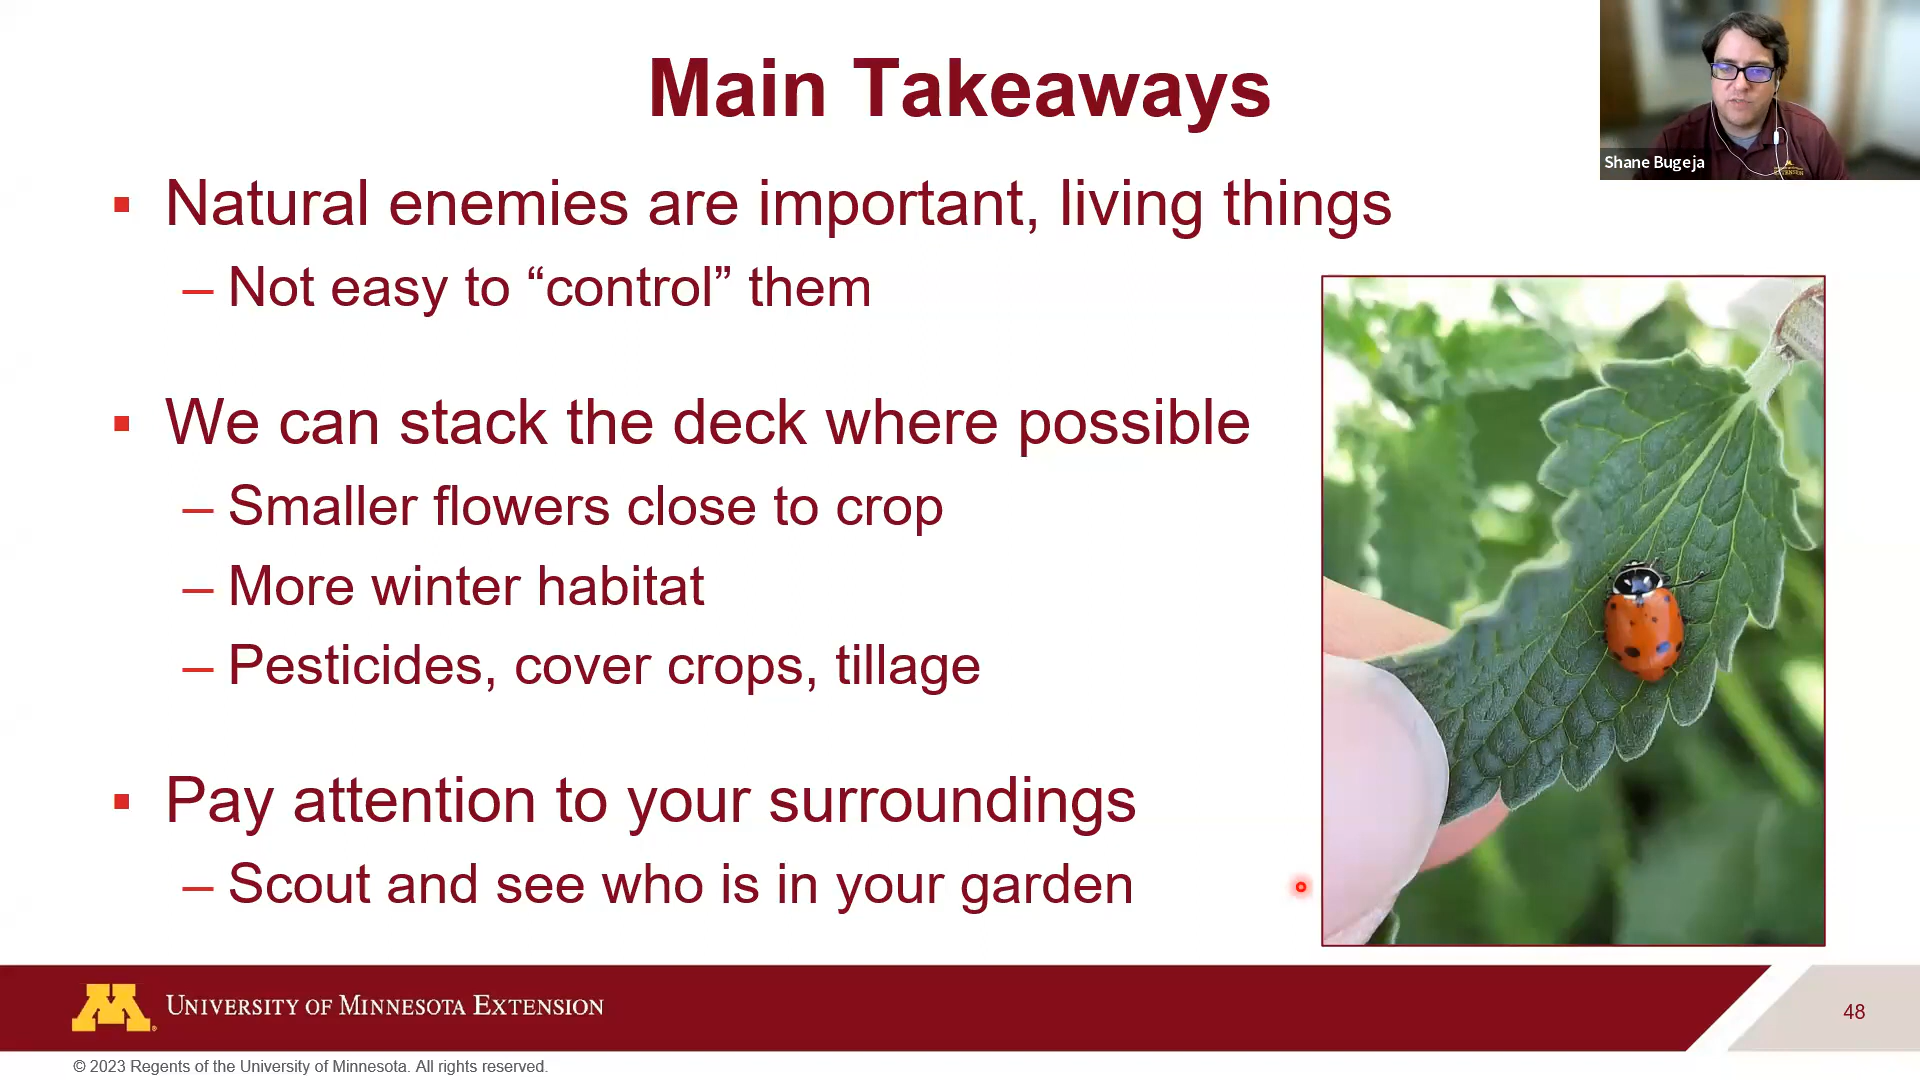 Main Takeaways
Shane Bugeja
▪ Natural enemies are important, living things
– Not easy to “control” them
▪ We can stack the deck where possible
– Smaller flowers close to crop
– More winter habitat
– Pesticides, cover crops, tillage
▪ Pay attention to your surroundings
– Scout and see who is in your garden
M®
UNIVERSITY OF MINNESOTA EXTENSION
48
© 2023 Regents of the University of Minnesota. All rights reserved.